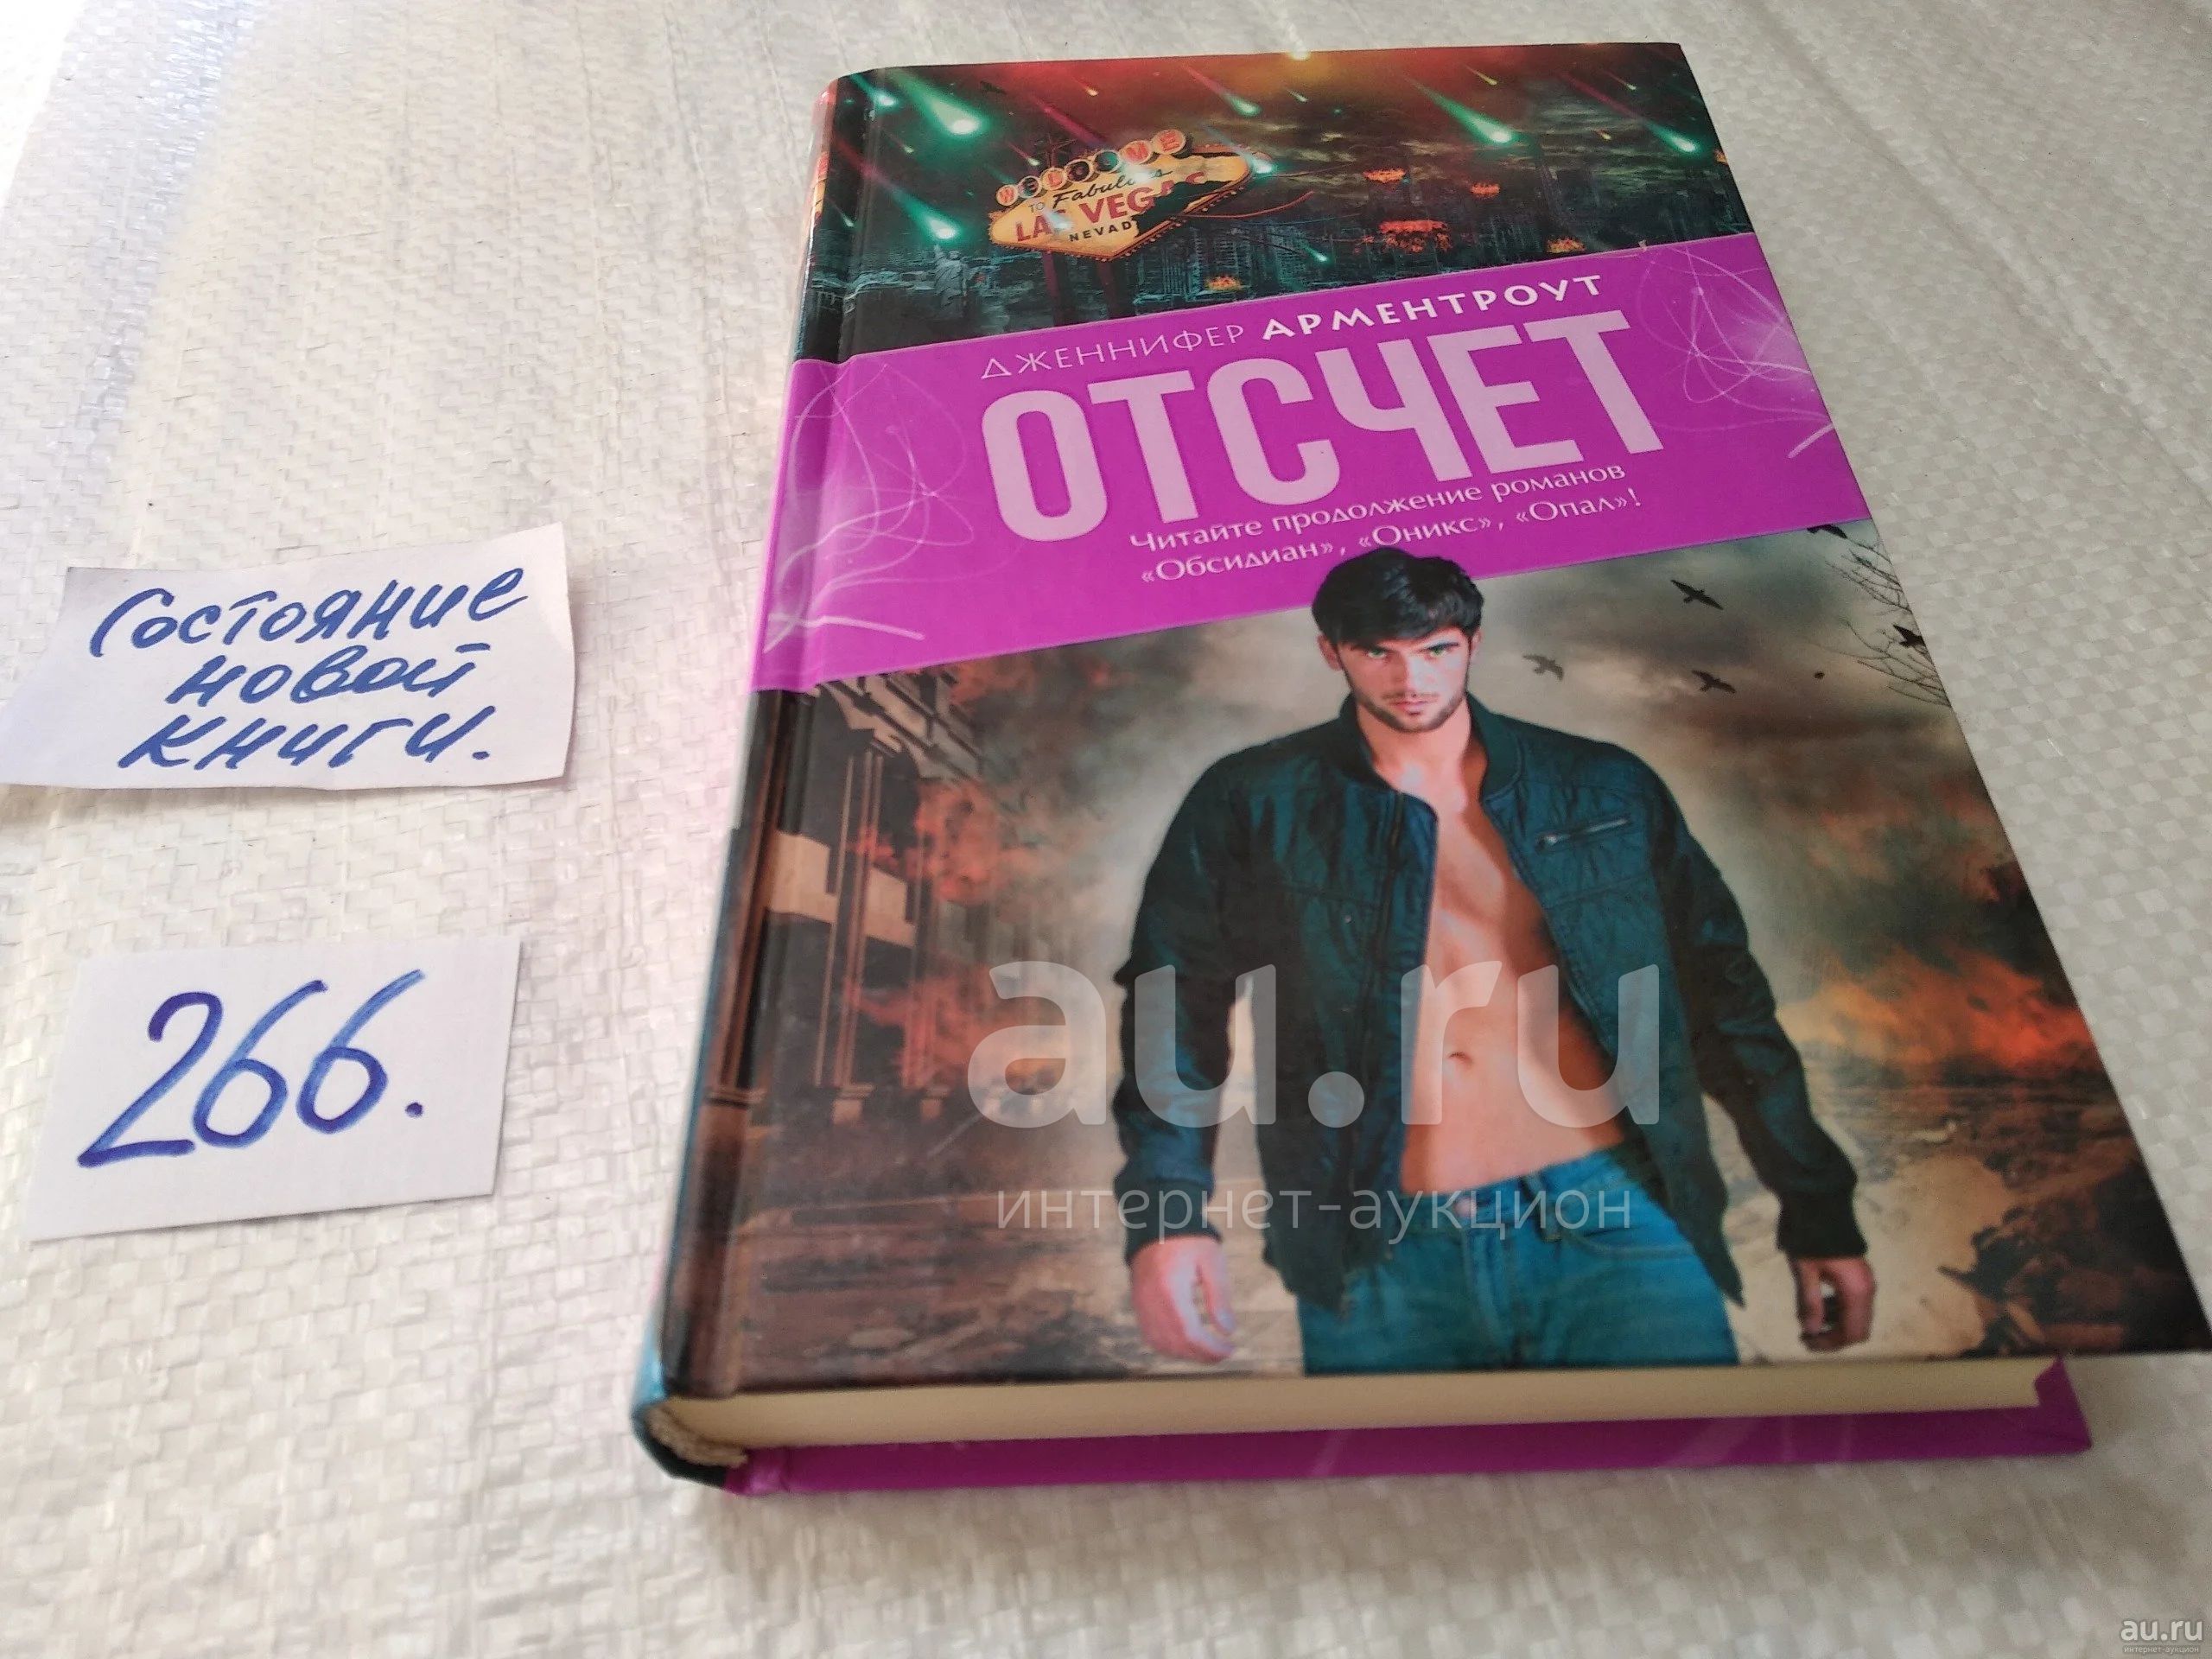 WELCOME
TO Fabulous
LAS VEGAS
NEVAD
ДЖЕННИФЕР АРМЕНТРОУТ
ОТСЧЕТ
Читайте продолжение романов
«Обсидиан», «Оникс», «Опал»!
Состояние
новой
книги.
266.
au.ru
интернет-аукцион
au.ru
интернет-аукцион